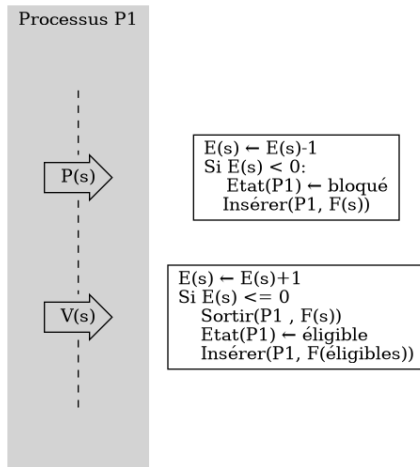 Processus P1
P(s)
E(s) ← E(s)-1
Si E(s) < 0:
Etat(P1) ← bloqué
Insérer(P1, F(s))
V(s)
E(s) ← E(s)+1
Si E(s) <= 0
Sortir(P1 , F(s))
Etat(P1) ← éligible
Insérer(P1, F(éligibles))